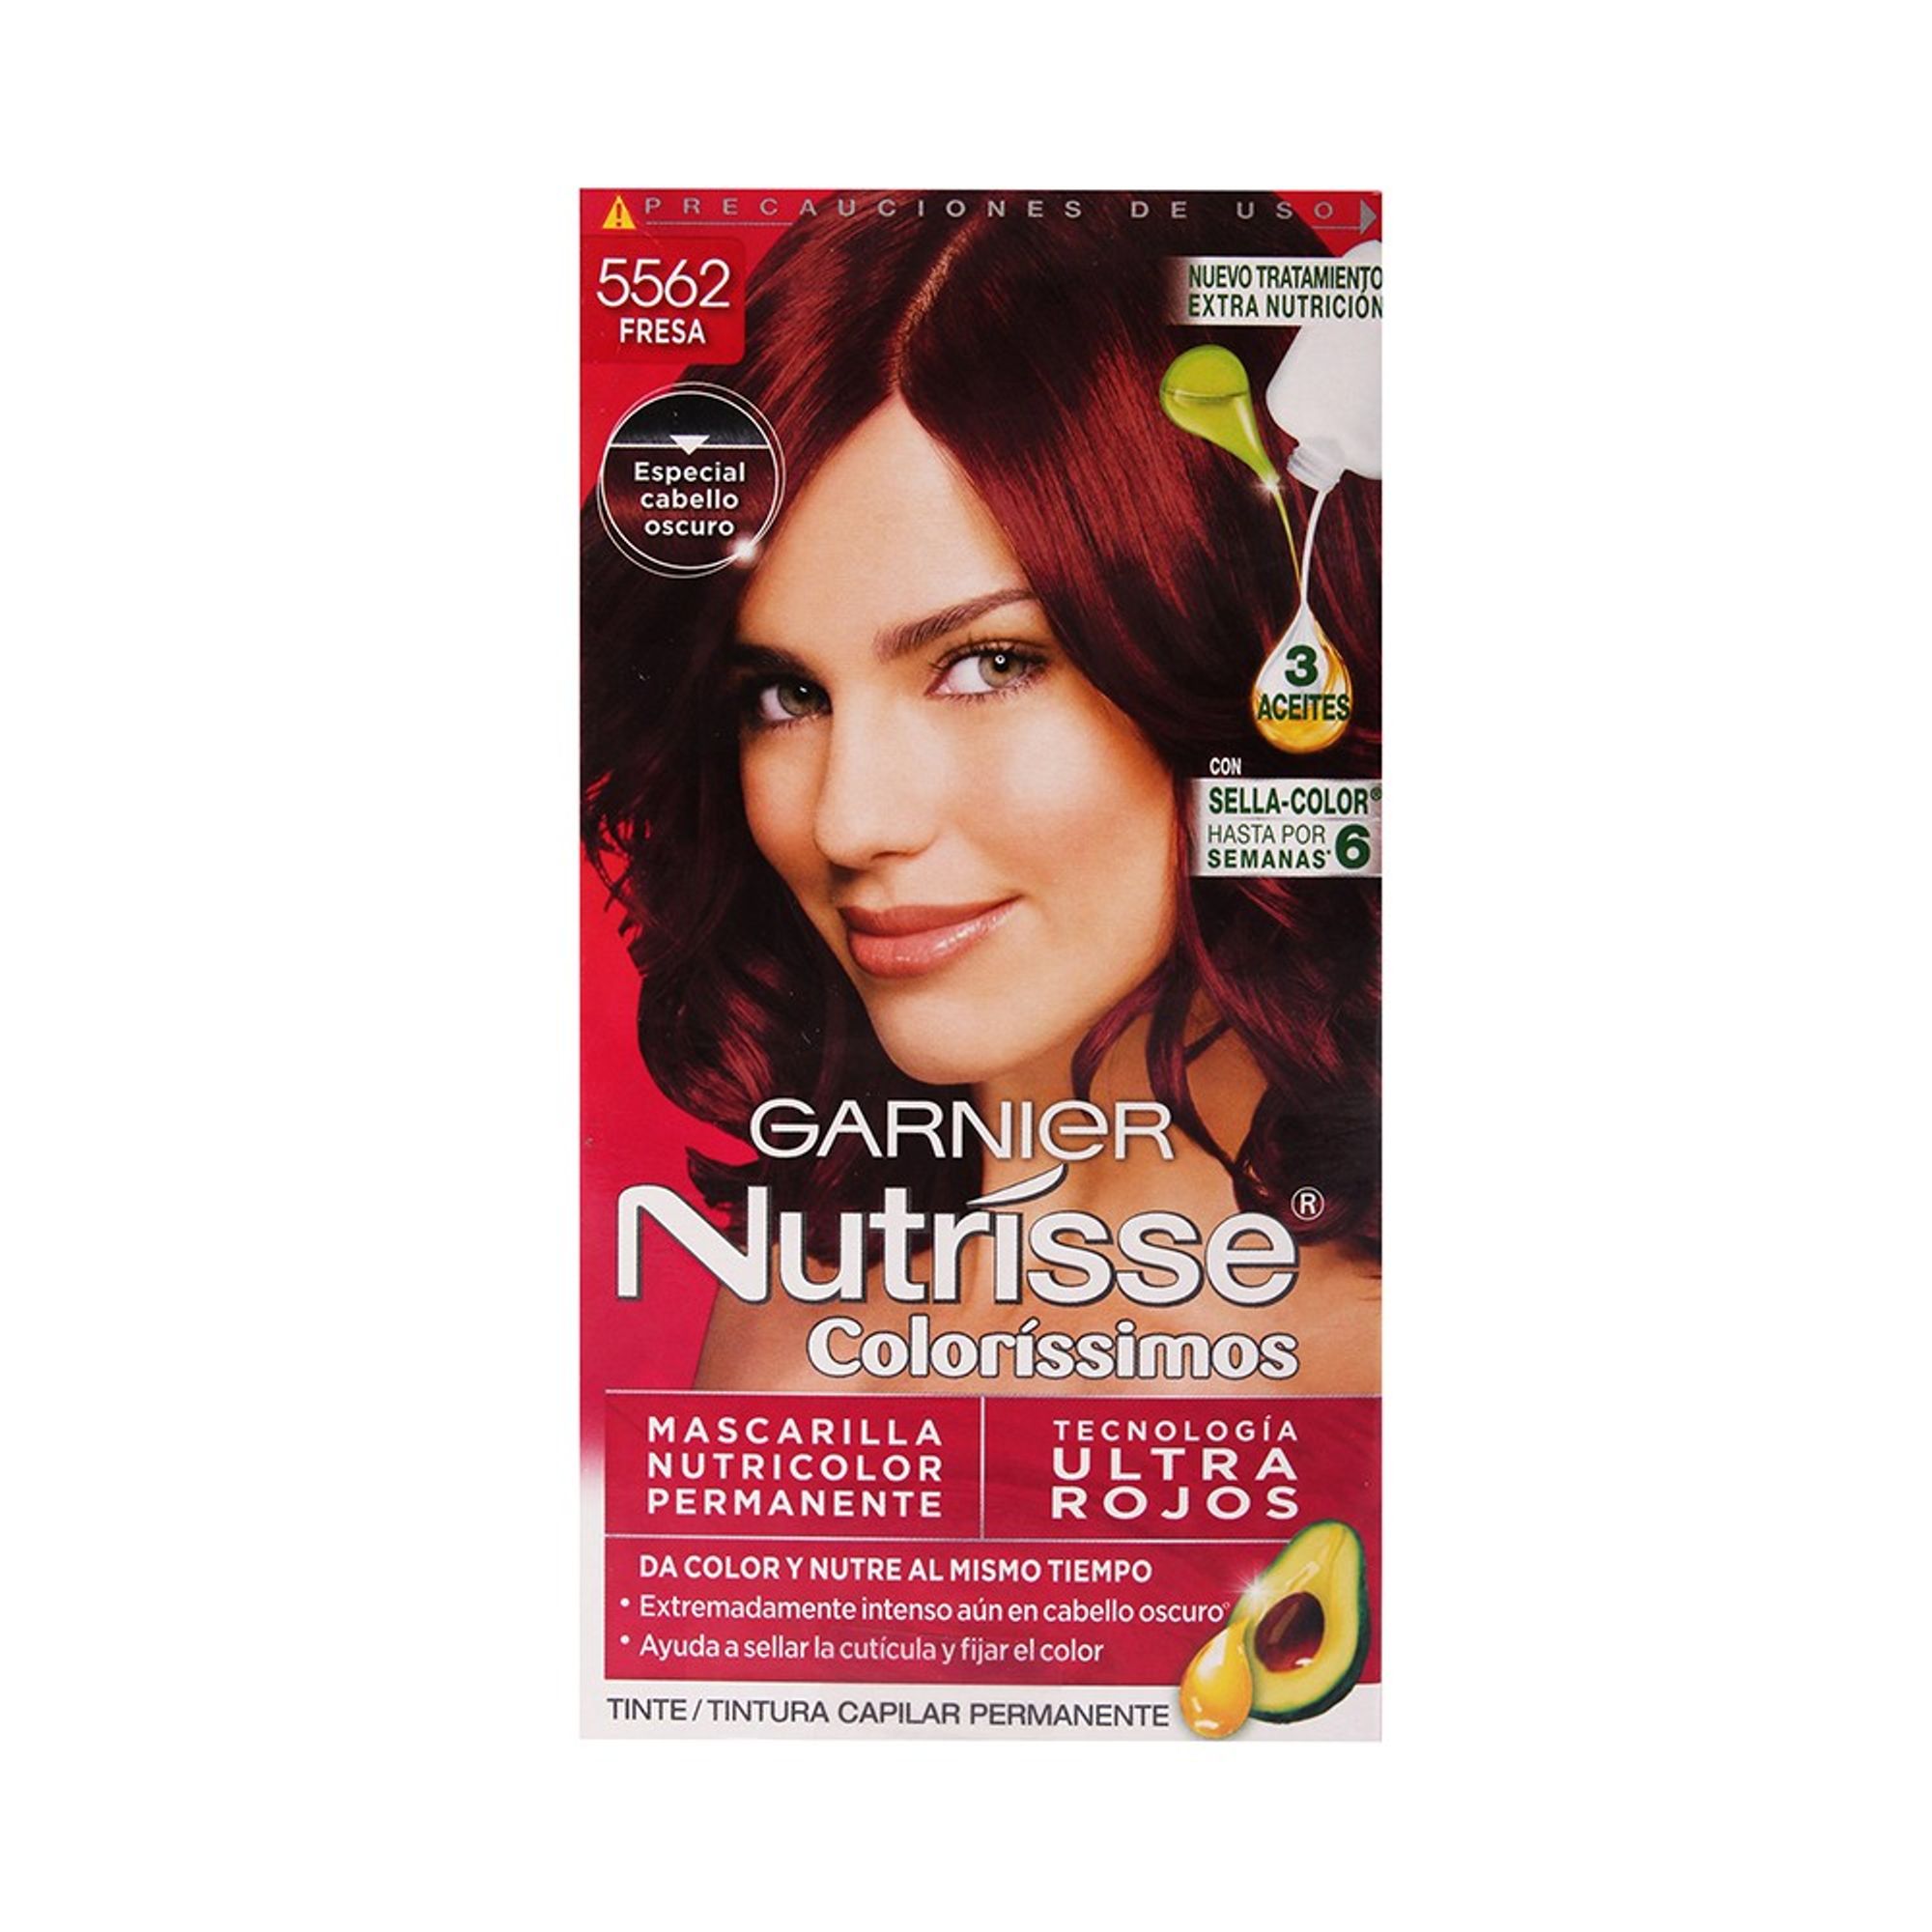 PRECAUCIONES DE USO
5562
FRESA
NUEVO TRATAMIENTO
EXTRA NUTRICIÓN
Especial
cabello
oscuro
3
ACEITES
CON
SELLA-COLOR®
HASTA POR 6
SEMANAS*
GARNIER
Nutrísse®
Coloríssimos
MASCARILLA
NUTRICOLOR
PERMANENTE
TECNOLOGÍA
ULTRA
ROJOS
DA COLOR Y NUTRE AL MISMO TIEMPO
• Extremadamente intenso aún en cabello oscuro°
• Ayuda a sellar la cutícula y fijar el color
TINTE / TINTURA CAPILAR PERMANENTE